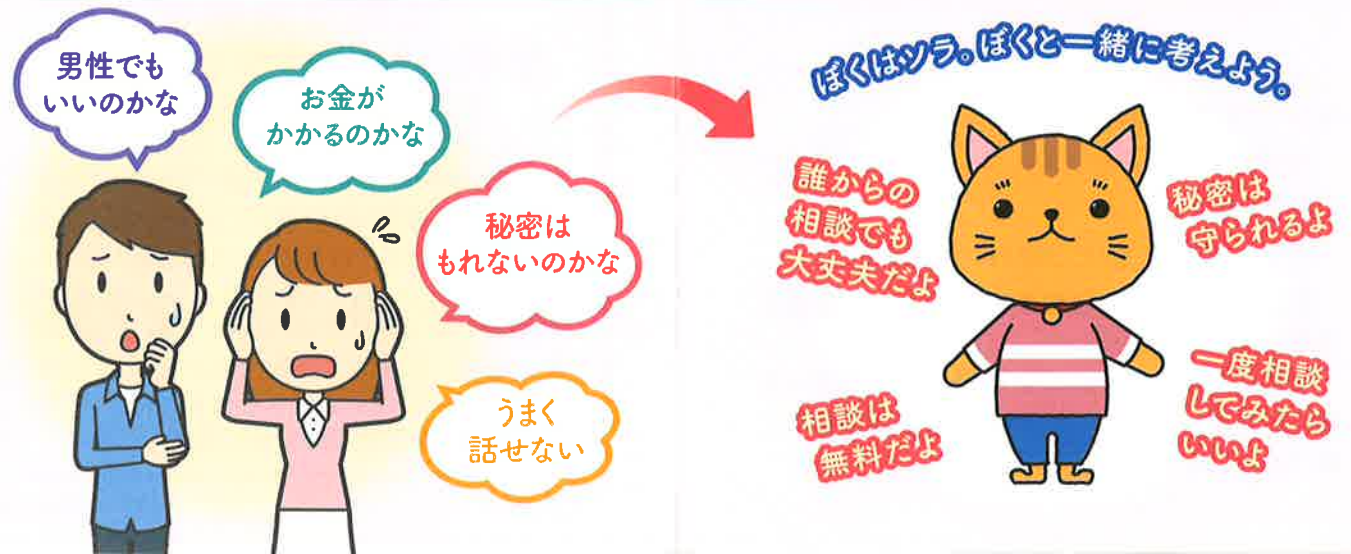 男性でも
いいのかな
お金が
かかるのかな
秘密は
もれないのかな
うまく
話せない
ぼくはソラ。ぼくと一緒に考えよう。
誰からの
相談でも
大丈夫だよ
秘密は
守られるよ
相談は
無料だよ
一度相談
してみたら
いいよ